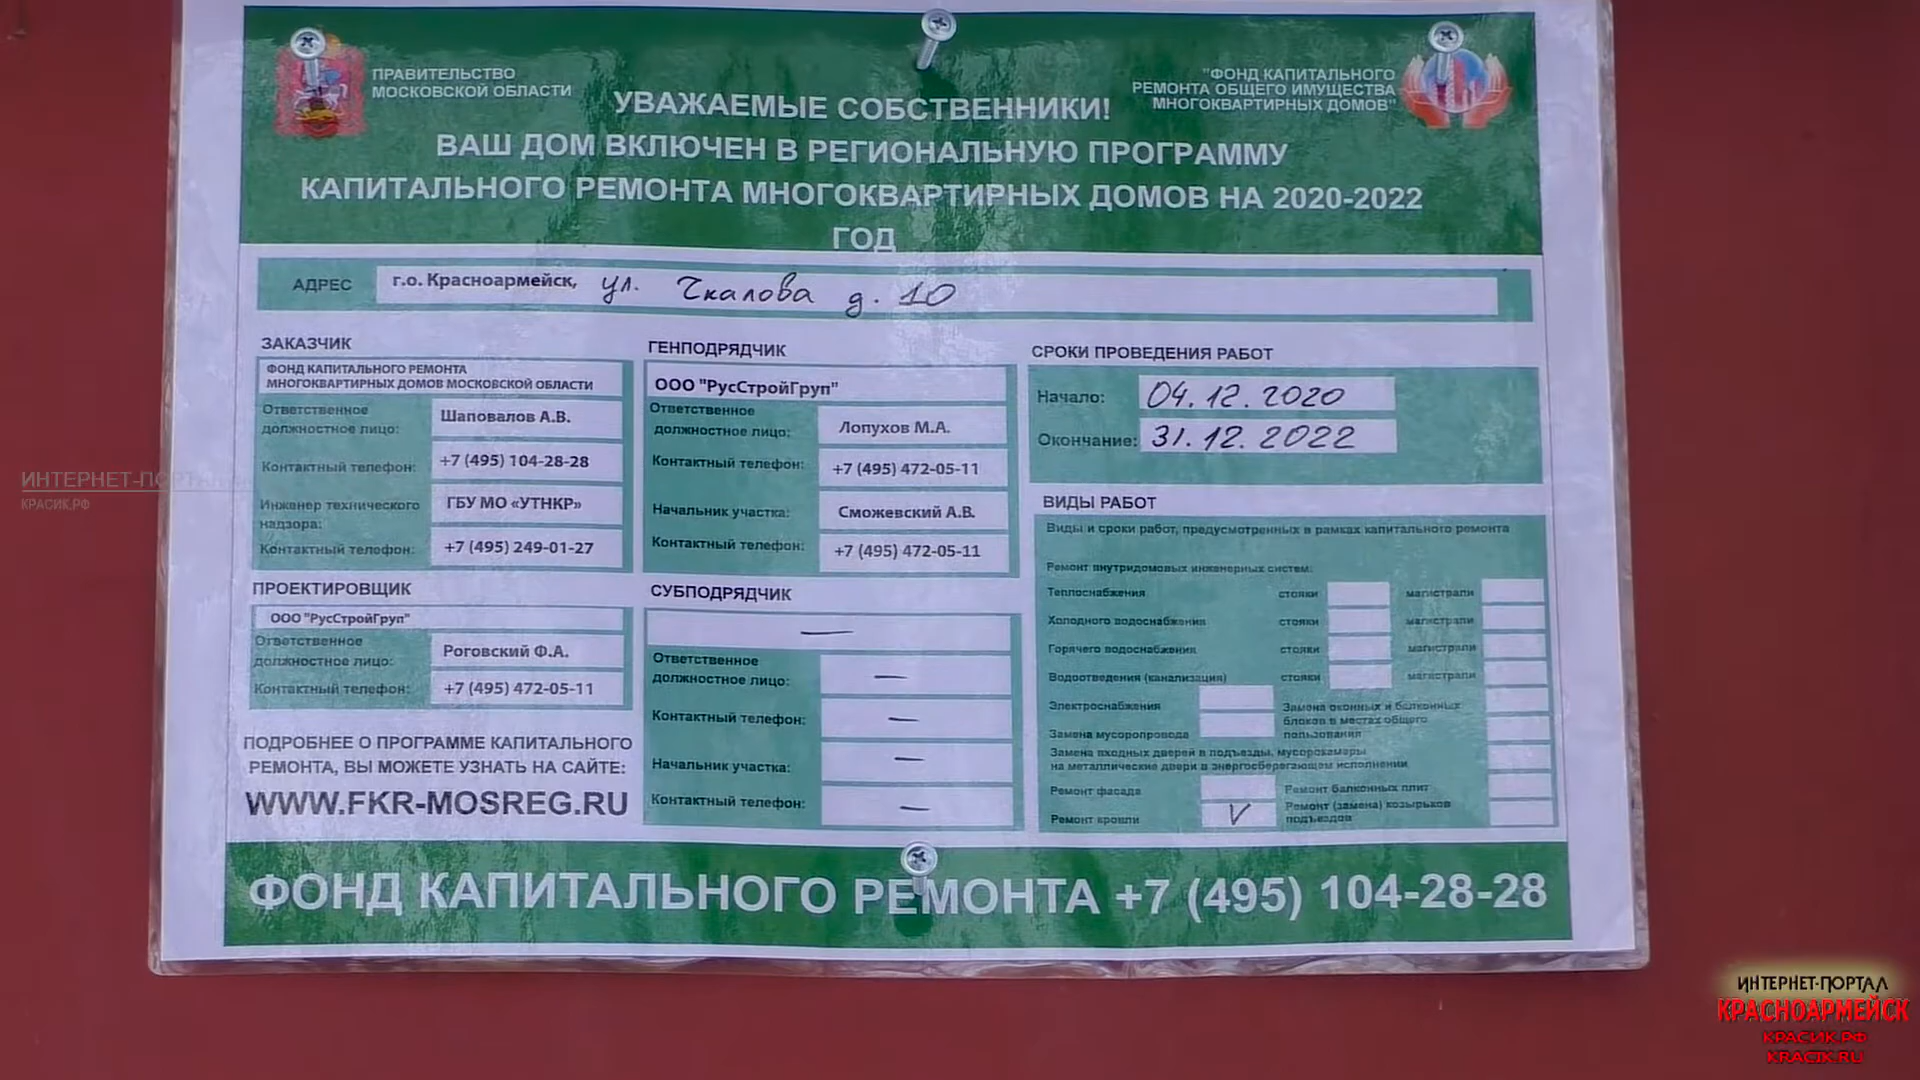 ПРАВИТЕЛЬСТВО
МОСКОВСКОЙ ОБЛАСТИ
"ФОНД КАПИТАЛЬНОГО
РЕМОНТА ОБЩЕГО ИМУЩЕСТВА
МНОГОКВАРТИРНЫХ ДОМОВ"
УВАЖАЕМЫЕ СОБСТВЕННИКИ!
ВАШ ДОМ ВКЛЮЧЕН В РЕГИОНАЛЬНУЮ ПРОГРАММУ
КАПИТАЛЬНОГО РЕМОНТА МНОГОКВАРТИРНЫХ ДОМОВ НА 2020-2022
ГОД
АДРЕС г.о. Красноармейск, ул. Чкалова д. 10
ЗАКАЗЧИК
ФОНД КАПИТАЛЬНОГО РЕМОНТА
МНОГОКВАРТИРНЫХ ДОМОВ МОСКОВСКОЙ ОБЛАСТИ
Ответственное
должностное лицо: Шаповалов А.В.
Контактный телефон: +7 (495) 104-28-28
Инженер технического
надзора: ГБУ МО «УТНКР»
Контактный телефон: +7 (495) 249-01-27
ПРОЕКТИРОВЩИК
ООО "РусСтройГруп"
Ответственное
должностное лицо: Роговский Ф.А.
Контактный телефон: +7 (495) 472-05-11
ПОДРОБНЕЕ О ПРОГРАММЕ КАПИТАЛЬНОГО
РЕМОНТА, ВЫ МОЖЕТЕ УЗНАТЬ НА САЙТЕ:
WWW.FKR-MOSREG.RU
ГЕНПОДРЯДЧИК
ООО "РусСтройГруп"
Ответственное
должностное лицо: Лопухов М.А.
Контактный телефон: +7 (495) 472-05-11
Начальник участка: Сможевский А.В.
Контактный телефон: +7 (495) 472-05-11
СУБПОДРЯДЧИК
—
Ответственное
должностное лицо: —
Контактный телефон: —
Начальник участка: —
Контактный телефон: —
СРОКИ ПРОВЕДЕНИЯ РАБОТ
Начало: 04.12.2020
Окончание: 31.12.2022
ВИДЫ РАБОТ
Виды и сроки работ, предусмотренных в рамках капитального ремонта
Ремонт внутридомовых инженерных систем:
Теплоснабжения стояки магистрали
Холодного водоснабжения стояки магистрали
Горячего водоснабжения стояки магистрали
Водоотведения (канализация) стояки магистрали
Электроснабжения
Замена оконных и балконных
блоков в местах общего
пользования
Замена мусоропровода
Замена входных дверей в подъезды, мусорокамеры
на металлические двери в энергосберегающем исполнении
Ремонт фасада
Ремонт балконных плит
Ремонт кровли V
Ремонт (замена) козырьков
подъездов
ФОНД КАПИТАЛЬНОГО РЕМОНТА +7 (495) 104-28-28
ИНТЕРНЕТ-ПОРТАЛ
КРАСИК.РФ
ИНТЕРНЕТ-ПОРТАЛ
КРАСНОАРМЕЙСК
КРАСИК.РФ
KRACIK.RU